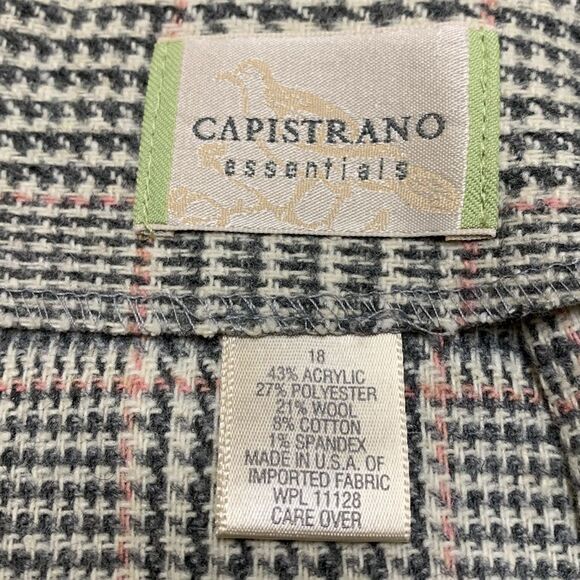 CAPISTRANO
essentials
18
43% ACRYLIC
27% POLYESTER
21% WOOL
8% COTTON
1% SPANDEX
MADE IN U.S.A. OF
IMPORTED FABRIC
WPL 11128
CARE OVER